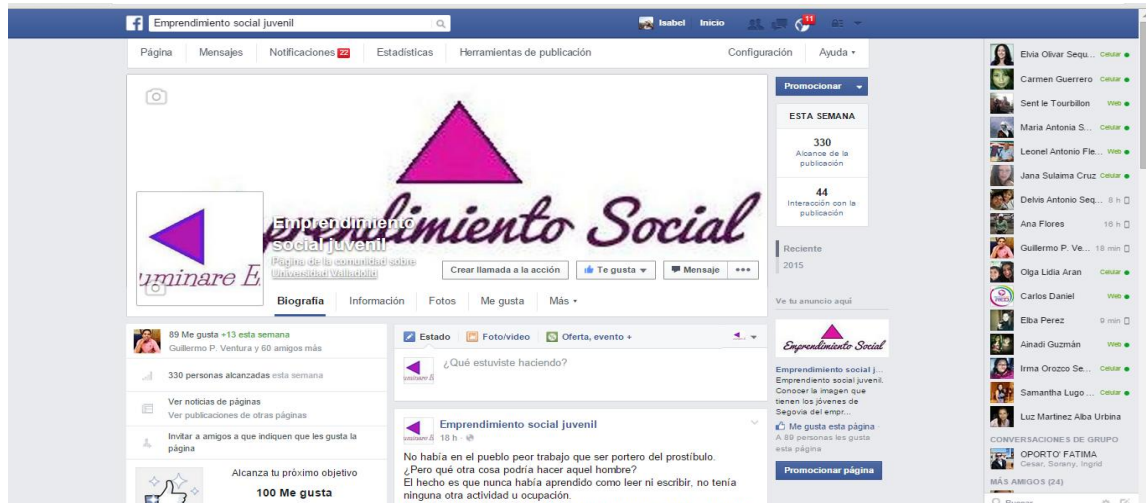 Emprendimiento social juvenil
Isabel Inicio 11
Página Mensajes Notificaciones 22 Estadísticas Herramientas de publicación Configuración Ayuda
Promocionar
ESTA SEMANA
330
Alcance de la
publicación
44
Interacción con la
publicación
Reciente
2015
Emprendimiento Social
uminare E
Emprendimiento
social juvenil
Página de la comunidad sobre
Universidad Valladolid
Crear llamada a la acción Te gusta Mensaje
Biografía Información Fotos Me gusta Más
89 Me gusta +13 esta semana
Guillermo P. Ventura y 60 amigos más
330 personas alcanzadas esta semana
Ver noticias de páginas
Ver publicaciones de otras páginas
Invitar a amigos a que indiquen que les gusta la
página
Alcanza tu próximo objetivo
100 Me gusta
Estado Foto/video Oferta, evento +
¿Qué estuviste haciendo?
Emprendimiento social juvenil
18 h
No había en el pueblo peor trabajo que ser portero del prostíbulo.
¿Pero qué otra cosa podría hacer aquel hombre?
El hecho es que nunca había aprendido como leer ni escribir, no tenía
ninguna otra actividad u ocupación.
Ve tu anuncio aquí
Emprendimiento Social
Emprendimiento social j...
Emprendiento social juvenil.
Conocer la imagen que
tienen los jóvenes de
Segovia del empr...
Me gusta esta página
A 89 personas les gusta
esta página
Promocionar página
Elvia Olivar Sequ... Celular
Carmen Guerrero Celular
Sent le Tourbillon Web
Maria Antonia S... Celular
Leonel Antonio Fle... Web
Jana Sulaima Cruz Celular
Delvis Antonio Seq... 8 h
Ana Flores 16 h
Guillermo P. Ve... 18 min
Olga Lidia Aran Celular
Carlos Daniel Web
Elba Perez 9 min
Ainadi Guzmán Web
Irma Orozco Se... Celular
Samantha Lugo ... Celular
Luz Martinez Alba Urbina
CONVERSACIONES DE GRUPO
OPORTO' FATIMA
Cesar, Sorany, Ingrid
MÁS AMIGOS (24)
Buscar